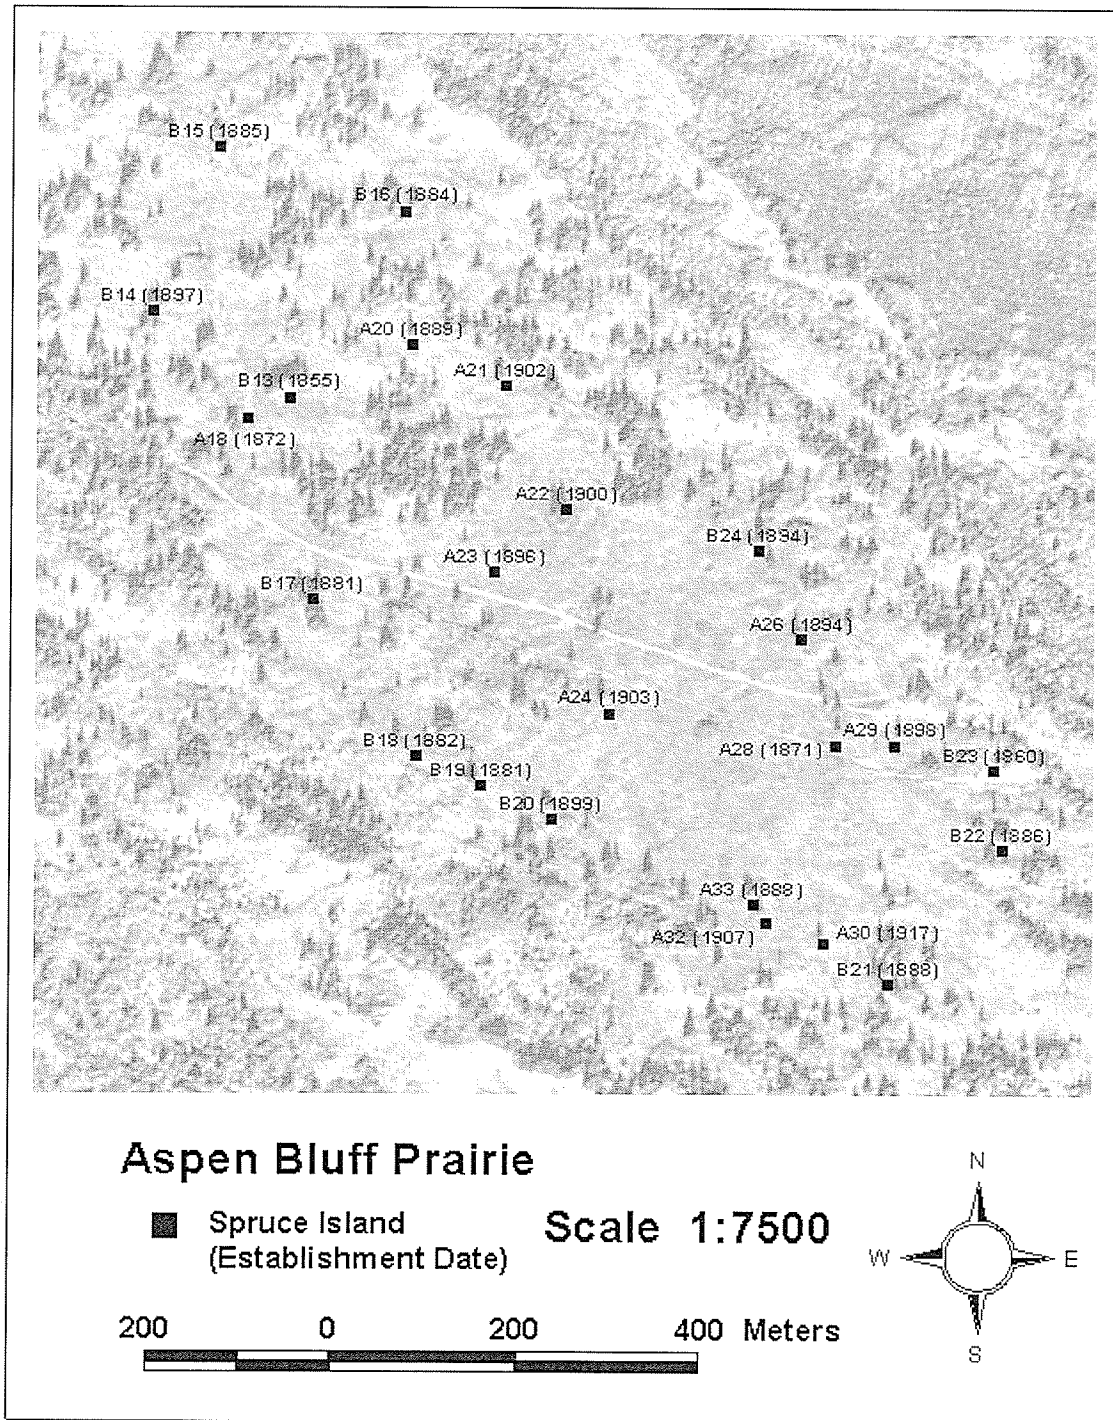 B15 (1885)
B16 (1884)
B14 (1897)
A20 (1889)
A21 (1902)
B13 (1855)
A18 (1872)
A22 (1900)
B24 (1894)
A23 (1896)
B17 (1881)
A26 (1894)
A24 (1903)
B18 (1882)
A28 (1871)
A29 (1898)
B23 (1860)
B19 (1881)
B20 (1899)
B22 (1886)
A33 (1888)
A32 (1907)
A30 (1917)
B21 (1888)
Aspen Bluff Prairie
Spruce Island
(Establishment Date)
Scale 1:7500
N
W E
S
200 0 200 400 Meters